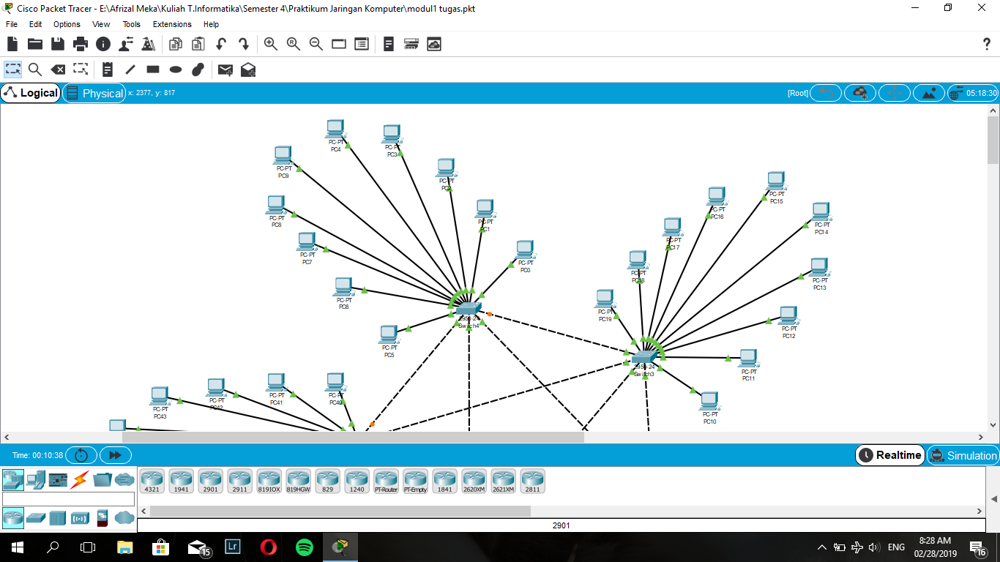 Cisco Packet Tracer - E:\Afrizal Meka\Kuliah T.Informatika\Semester 4\Praktikum Jaringan Komputer\modul1 tugas.pkt
File Edit Options View Tools Extensions Help
Logical Physical x: 2377, y: 817 [Root] 05:18:30
PC-PT
PC4
PC-PT
PC3
PC-PT
PC9
PC-PT
PC2
PC-PT
PC15
PC-PT
PC16
PC-PT
PC8
PC-PT
PC1
PC-PT
PC14
PC-PT
PC17
PC-PT
PC7
PC-PT
PC0
PC-PT
PC18
PC-PT
PC13
PC-PT
PC6
PC-PT
PC19
2950-24
Switch4
PC-PT
PC12
PC-PT
PC5
2950-24
Switch3
PC-PT
PC11
PC-PT
PC40
PC-PT
PC41
PC-PT
PC42
PC-PT
PC43
PC-PT
PC10
Time: 00:10:38 Realtime Simulation
4321 1941 2901 2911 819IOX 819HGW 829 1240 PT-Router PT-Empty 1841 2620XM 2621XM 2811
2901
15 Lr ENG 8:28 AM
02/28/2019 16